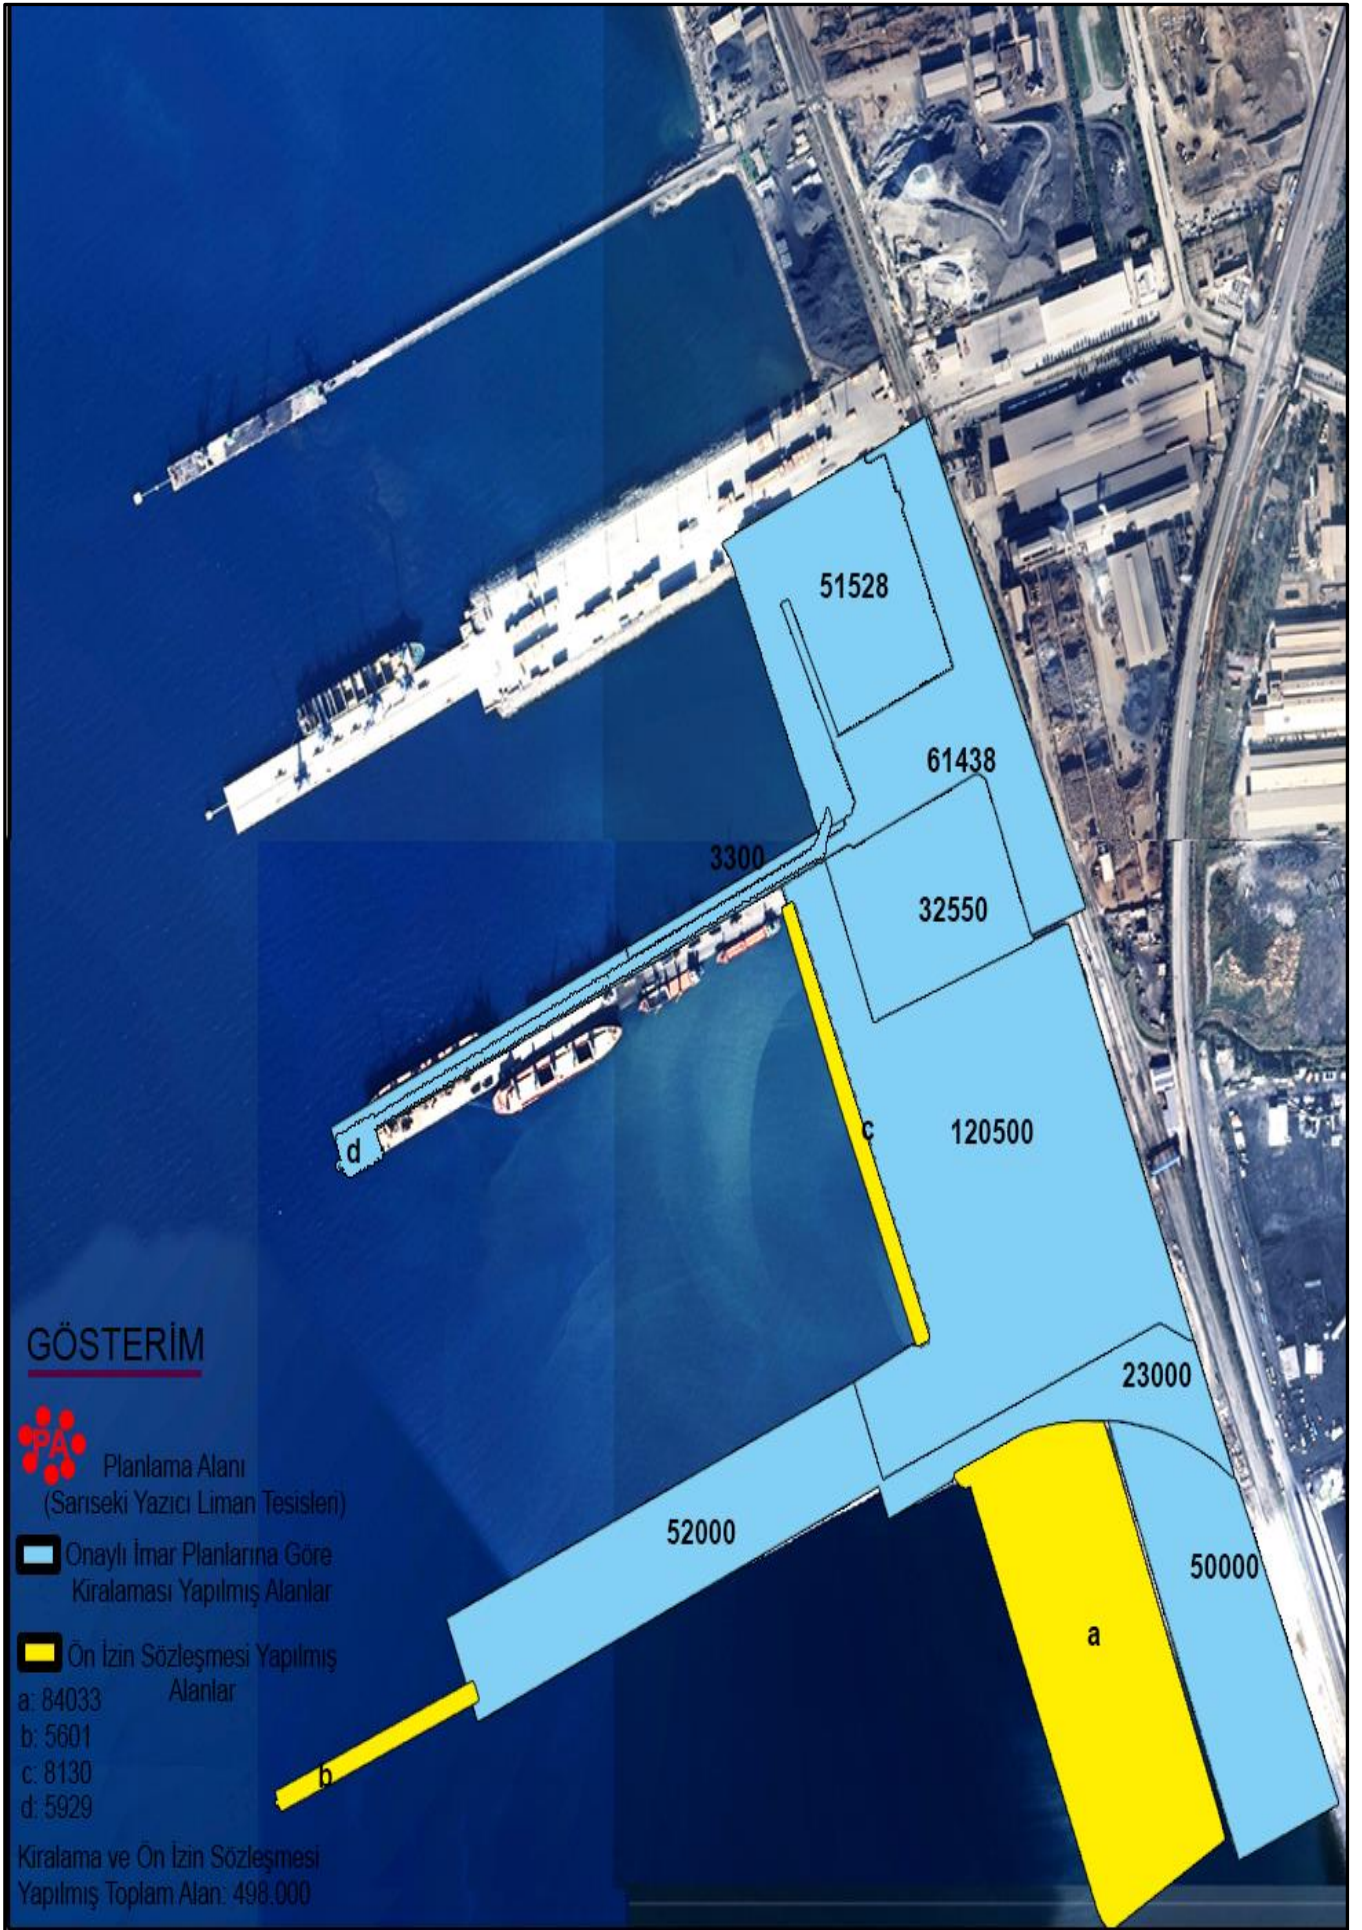 51528
61438
3300
32550
c
120500
d
GÖSTERİM
23000
PA
Planlama Alanı
(Sarıseki Yazıcı Liman Tesisleri)
52000
Onaylı İmar Planlarına Göre
Kiralaması Yapılmış Alanlar
50000
a
Ön İzin Sözleşmesi Yapılmış
Alanlar
a: 84033
b: 5601
b
c: 8130
d: 5929
Kiralama ve Ön İzin Sözleşmesi
Yapılmış Toplam Alan: 498.000